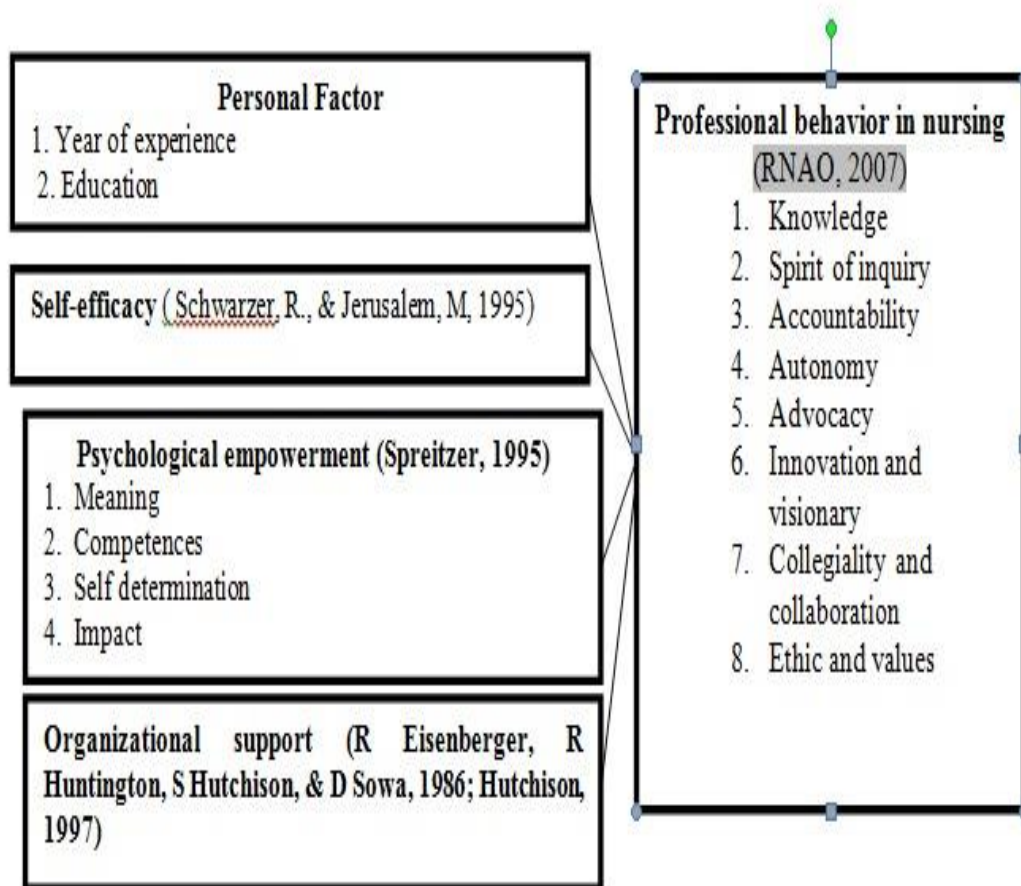 Personal Factor
1. Year of experience
2. Education
Self-efficacy ( Schwarzer, R., & Jerusalem, M, 1995)
Psychological empowerment (Spreitzer, 1995)
1. Meaning
2. Competences
3. Self determination
4. Impact
Organizational support (R Eisenberger, R
Huntington, S Hutchison, & D Sowa, 1986; Hutchison,
1997)
Professional behavior in nursing
(RNAO, 2007)
1. Knowledge
2. Spirit of inquiry
3. Accountability
4. Autonomy
5. Advocacy
6. Innovation and
visionary
7. Collegiality and
collaboration
8. Ethic and values